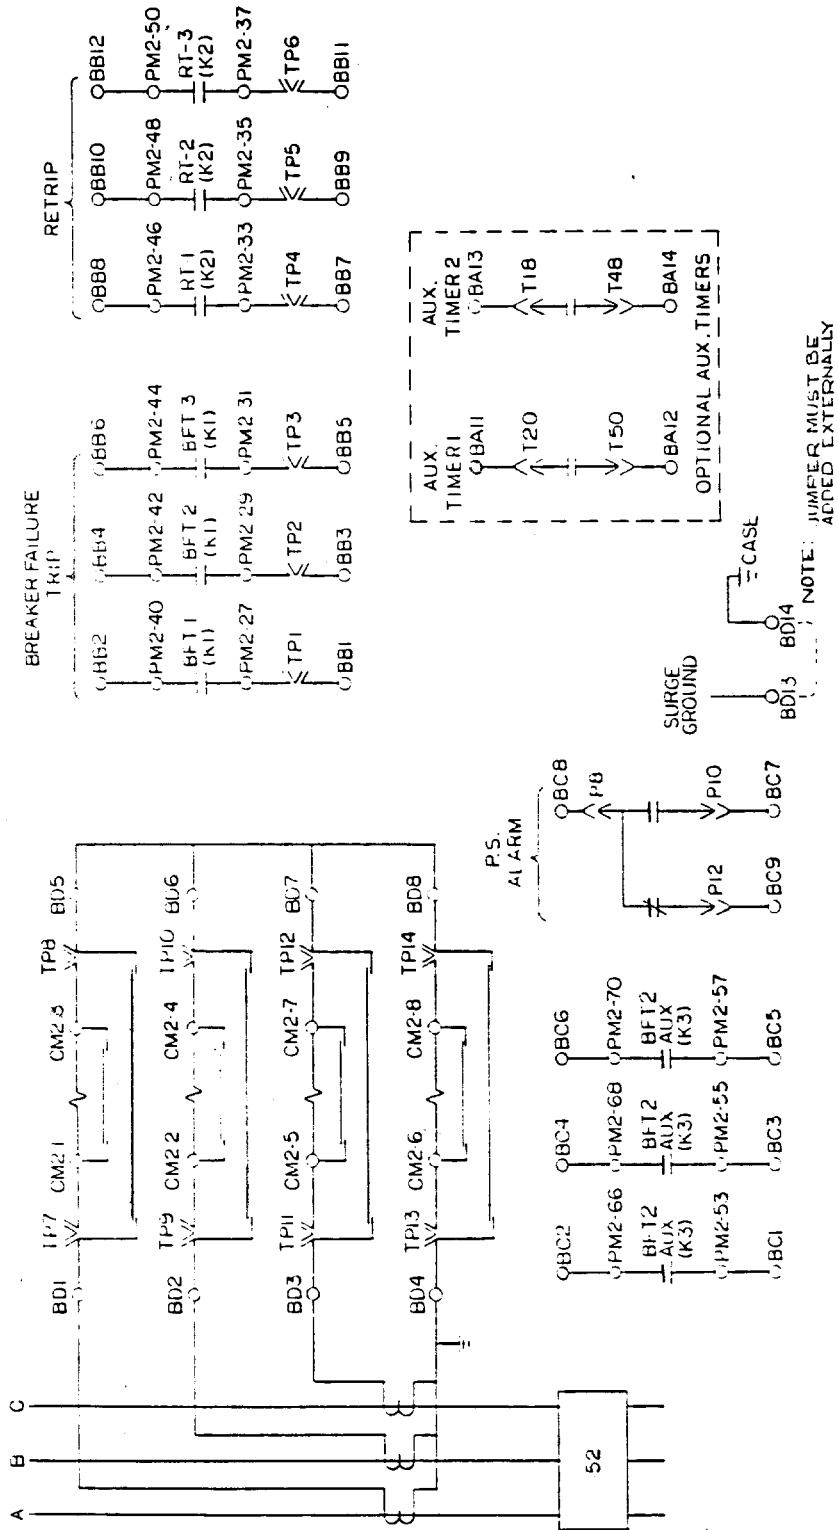 RETRIP
BB8
BB10
BB12
PM2-46
PM2-48
PM2-50
RT-1
(K2)
RT-2
(K2)
RT-3
(K2)
PM2-33
PM2-35
PM2-37
TP4
TP5
TP6
BB7
BB9
BB11
BREAKER FAILURE
TRIP
BB2
BB4
BB6
PM2-40
PM2-42
PM2-44
BFT 1
(K1)
BFT 2
(K1)
BFT 3
(K1)
PM2-27
PM2 29
PM2 31
TP1
TP2
TP3
BB1
BB3
BB5
AUX.
TIMER 1
AUX.
TIMER 2
BA11
BA13
T20
T18
T50
T48
BA12
BA14
OPTIONAL AUX. TIMERS
SURGE
GROUND
CASE
BD13
BD14
NOTE: JUMPER MUST BE
ADDED EXTERNALLY
A
B
C
52
BD1
TP7
CM2-1
CM2-3
TP8
BD5
BD2
TP9
CM2 2
CM2-4
TP10
BD6
BD3
TP11
CM2-5
CM2-7
TP12
BD7
BD4
TP13
CM2-6
CM2-8
TP14
BD8
BC2
BC4
BC6
PM2-66
PM2-68
PM2-70
BFT2
AUX
(K3)
BFT2
AUX
(K3)
BFT2
AUX
(K3)
PM2-53
PM2-55
PM2-57
BC1
BC3
BC5
P.S.
ALARM
BC8
P8
P12
P10
BC9
BC7